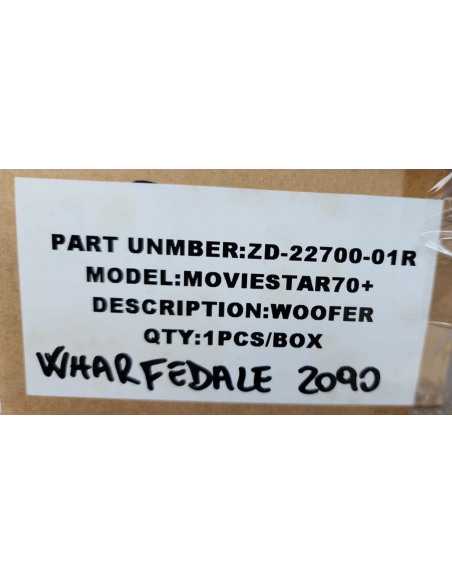 PART UNMBER:ZD-22700-01R
MODEL:MOVIESTAR70+
DESCRIPTION:WOOFER
QTY:1PCS/BOX
WHARFEDALE 2090